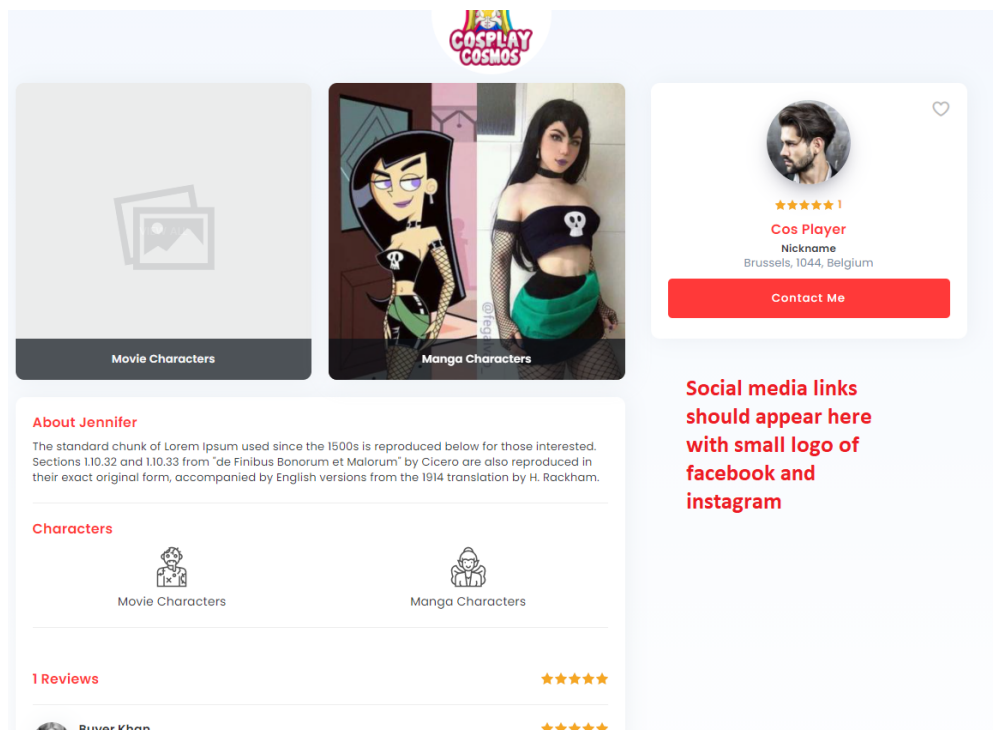 COSPLAY
COSMOS
Movie Characters
Manga Characters
1
Cos Player
Nickname
Brussels, 1044, Belgium
Contact Me
Social media links
should appear here
with small logo of
facebook and
instagram
About Jennifer
The standard chunk of Lorem Ipsum used since the 1500s is reproduced below for those interested.
Sections 1.10.32 and 1.10.33 from "de Finibus Bonorum et Malorum" by Cicero are also reproduced in
their exact original form, accompanied by English versions from the 1914 translation by H. Rackham.
Characters
Movie Characters
Manga Characters
1 Reviews
Buyer Khan